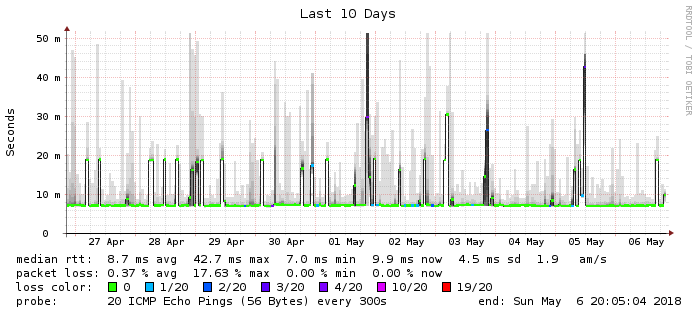 Last 10 Days
RRDTOOL / TOBI OETIKER
Seconds
50 m
40 m
30 m
20 m
10 m
0
27 Apr 28 Apr 29 Apr 30 Apr 01 May 02 May 03 May 04 May 05 May 06 May
median rtt: 8.7 ms avg 42.7 ms max 7.0 ms min 9.9 ms now 4.5 ms sd 1.9 am/s
packet loss: 0.37 % avg 17.63 % max 0.00 % min 0.00 % now
loss color: 0 1/20 2/20 3/20 4/20 10/20 19/20
probe: 20 ICMP Echo Pings (56 Bytes) every 300s end: Sun May 6 20:05:04 2018